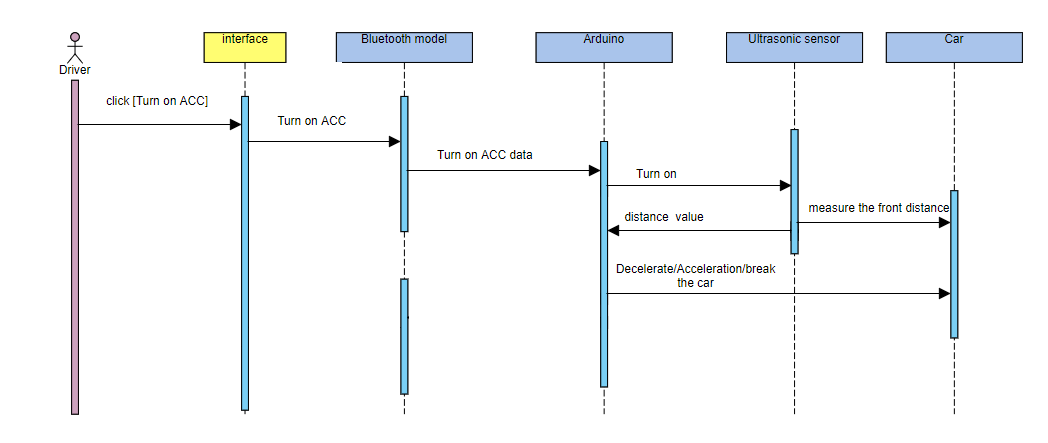 interface
Bluetooth model
Arduino
Ultrasonic sensor
Car
Driver
click [Turn on ACC]
Turn on ACC
Turn on ACC data
Turn on
measure the front distance
distance  value
Decelerate/Acceleration/break
the car